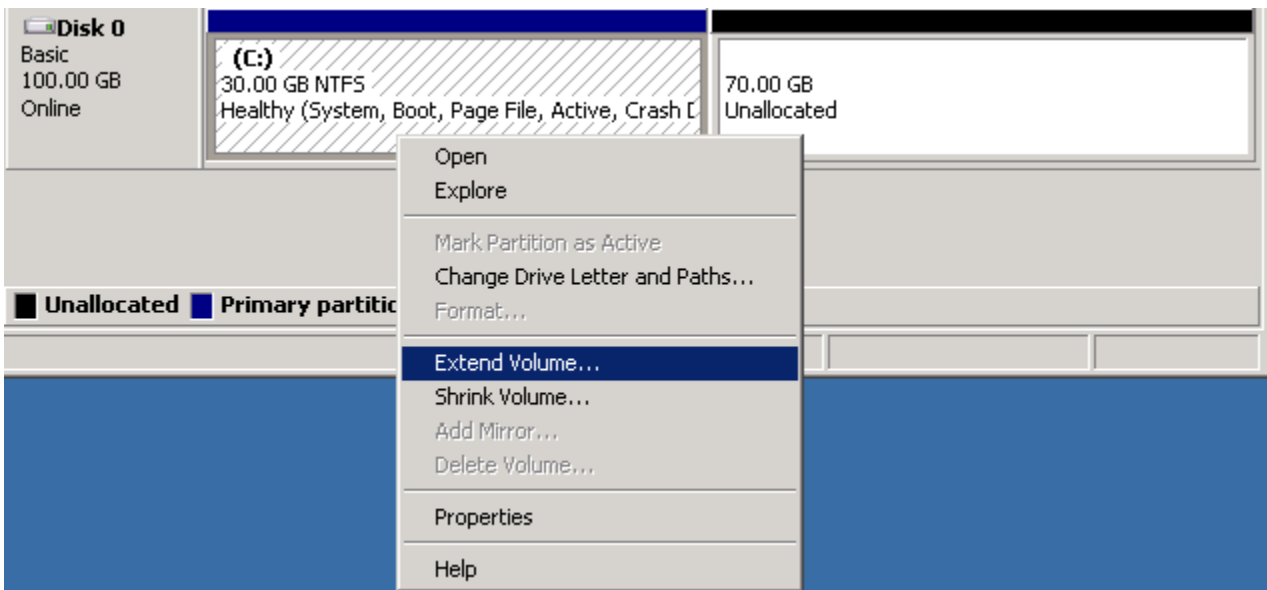 Disk 0
Basic
100.00 GB
Online
(C:)
30.00 GB NTFS
Healthy (System, Boot, Page File, Active, Crash D
70.00 GB
Unallocated
Open
Explore
Mark Partition as Active
Change Drive Letter and Paths...
Format...
Extend Volume...
Shrink Volume...
Add Mirror...
Delete Volume...
Properties
Help
Unallocated Primary partitio